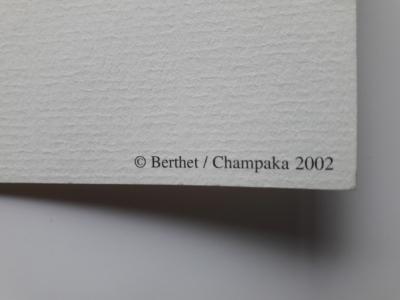 © Berthet / Champaka 2002